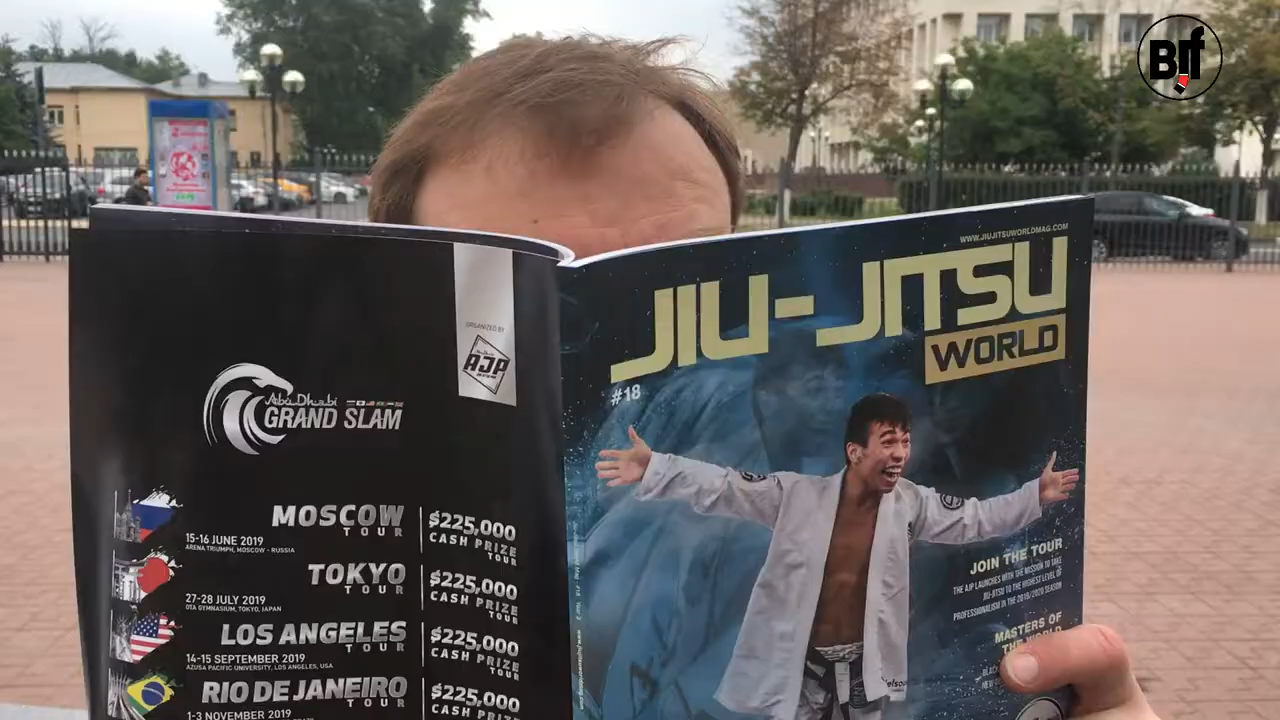 BJf
ORGANIZED BY
Abu Dhabi
AJP
Abu Dhabi
GRAND SLAM
MOSCOW
TOUR
15-16 JUNE 2019
ARENA TRIUMPH, MOSCOW - RUSSIA
$225,000
CASH PRIZE
TOUR
TOKYO
TOUR
27-28 JULY 2019
OTA GYMNASIUM, TOKYO, JAPAN
$225,000
CASH PRIZE
TOUR
LOS ANGELES
TOUR
14-15 SEPTEMBER 2019
AZUSA PACIFIC UNIVERSITY, LOS ANGELES, USA
$225,000
CASH PRIZE
TOUR
RIO DE JANEIRO
TOUR
1-3 NOVEMBER 2019
$225,000
CASH PRIZE
WWW.JIUJITSUWORLDMAG.COM
JIU-JITSU
WORLD
#18
JOIN THE TOUR
THE AJP LAUNCHES WITH THE MISSION TO TAKE
JIU-JITSU TO THE HIGHEST LEVEL OF
PROFESSIONALISM IN THE 2019/2020 SEASON
MASTERS OF
THE WORLD